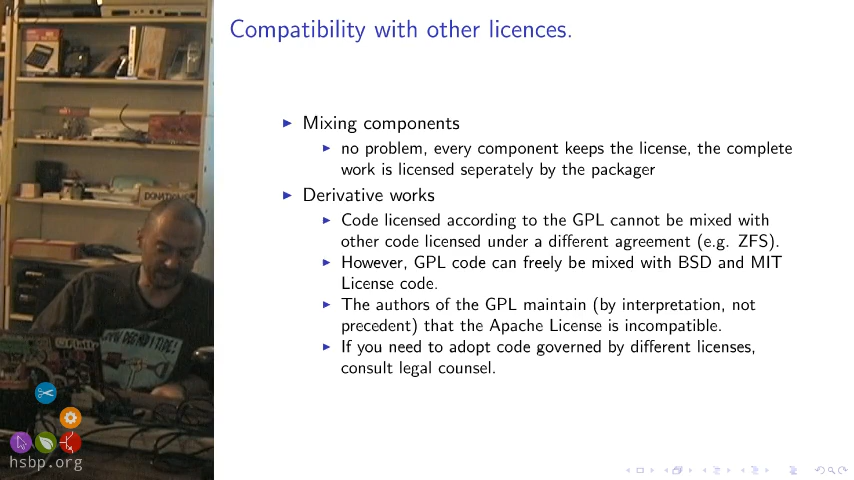 Compatibility with other licences.
Mixing components
no problem, every component keeps the license, the complete
work is licensed seperately by the packager
Derivative works
Code licensed according to the GPL cannot be mixed with
other code licensed under a different agreement (e.g. ZFS).
However, GPL code can freely be mixed with BSD and MIT
License code.
The authors of the GPL maintain (by interpretation, not
precedent) that the Apache License is incompatible.
If you need to adopt code governed by different licenses,
consult legal counsel.
hsbp.org